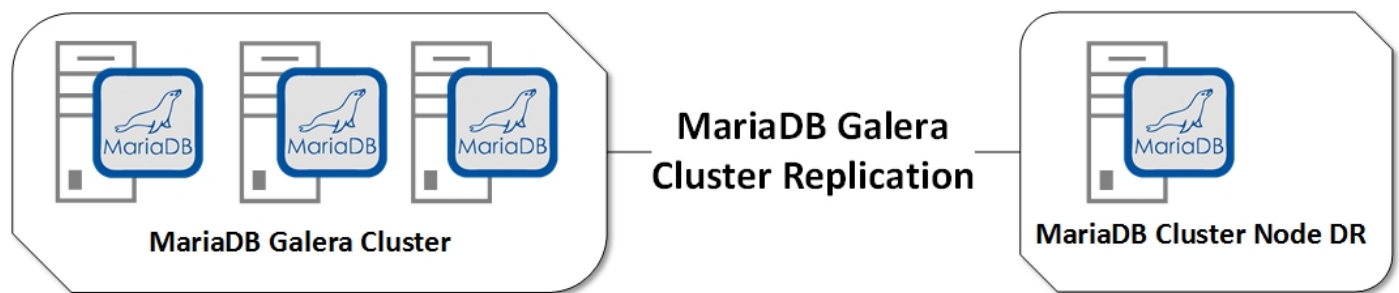 MariaDB
MariaDB
MariaDB
MariaDB Galera Cluster
MariaDB Galera
Cluster Replication
MariaDB
MariaDB Cluster Node DR